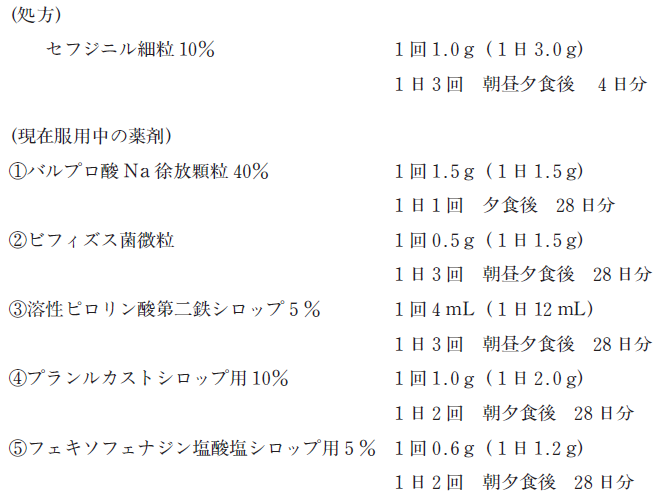 (処方)
セフジニル細粒 10% 1回 1.0 g (1日 3.0 g)
1日3回 朝昼夕食後 4日分
(現在服用中の薬剤)
①バルプロ酸 Na 徐放顆粒 40% 1回 1.5 g (1日 1.5 g)
1日1回 夕食後 28日分
②ビフィズス菌微粒 1回 0.5 g (1日 1.5 g)
1日3回 朝昼夕食後 28日分
③溶性ピロリン酸第二鉄シロップ 5% 1回 4 mL (1日 12 mL)
1日3回 朝昼夕食後 28日分
④プランルカストシロップ用 10% 1回 1.0 g (1日 2.0 g)
1日2回 朝夕食後 28日分
⑤フェキソフェナジン塩酸塩シロップ用 5% 1回 0.6 g (1日 1.2 g)
1日2回 朝夕食後 28日分